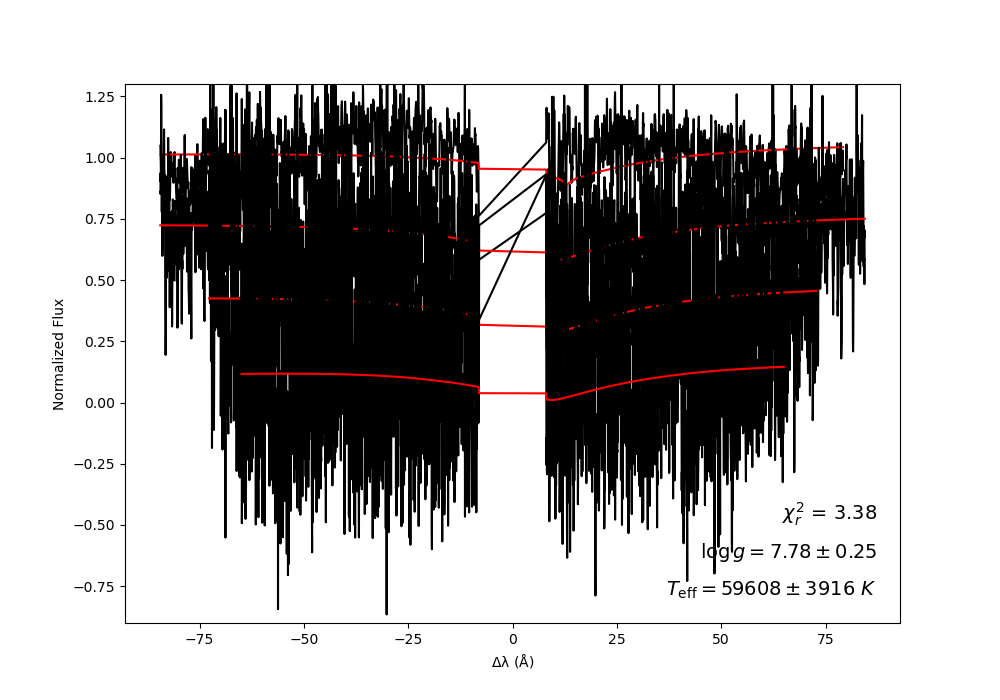 1.25
1.00
0.75
0.50
0.25
0.00
−0.25
−0.50
−0.75
Normalized Flux
χ²ᵣ = 3.38
log g = 7.78 ± 0.25
T_eff = 59608 ± 3916 K
−75 −50 −25 0 25 50 75
Δλ (Å)